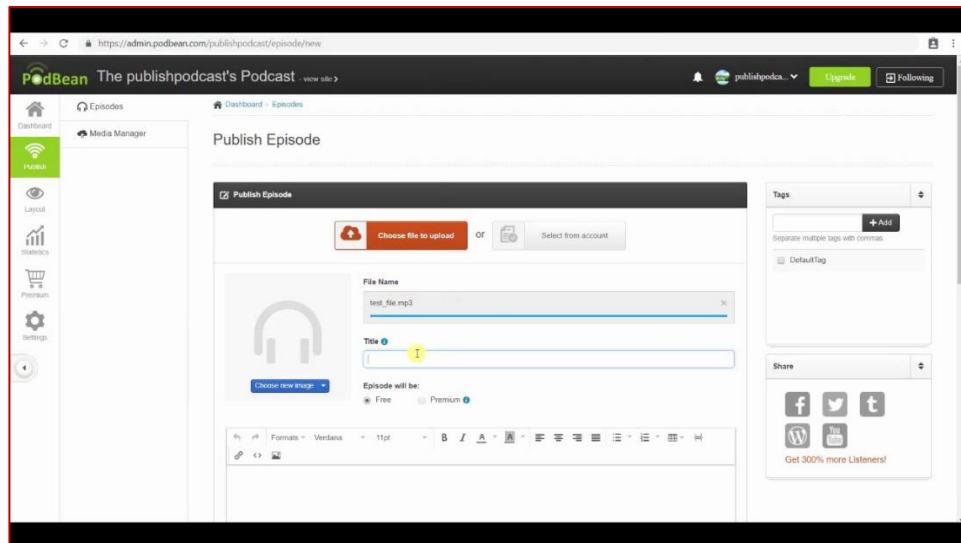 https://admin.podbean.com/publishpodcast/episode/new
PodBean The publishpodcast's Podcast - view site >
publishpodca...
Upgrade
Following
Dashboard
Publish
Layout
Statistics
Premium
Settings
Episodes
Media Manager
Dashboard - Episodes
Publish Episode
Publish Episode
Choose file to upload or Select from account
File Name
test_file.mp3
Title
Choose new image
Episode will be:
Free Premium
Formats Verdana 11pt B I A A
Tags
+ Add
Separate multiple tags with commas.
DefaultTag
Share
You
Tube
Get 300% more Listeners!